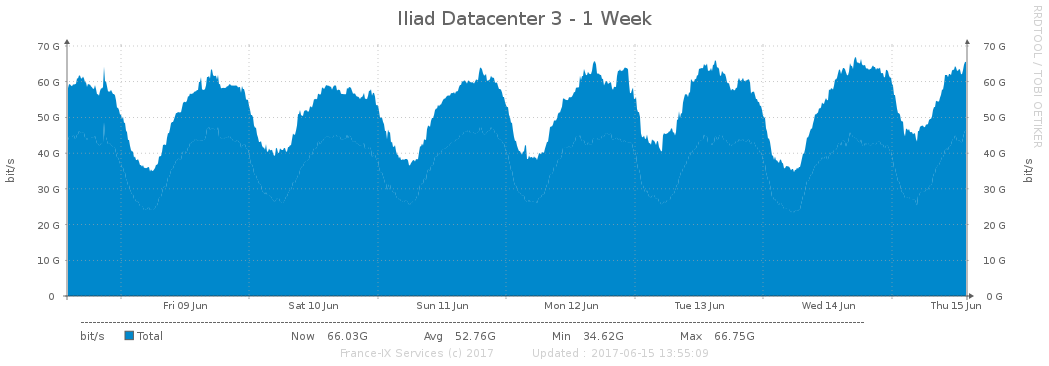 Iliad Datacenter 3 - 1 Week
RRDTOOL / TOBI OETIKER
70 G 70 G
60 G 60 G
50 G 50 G
40 G 40 G
30 G 30 G
20 G 20 G
10 G 10 G
0 0 G
bit/s bit/s
Fri 09 Jun Sat 10 Jun Sun 11 Jun Mon 12 Jun Tue 13 Jun Wed 14 Jun Thu 15 Jun
bit/s Total Now 66.03G Avg 52.76G Min 34.62G Max 66.75G
France-IX Services (c) 2017 Updated : 2017-06-15 13:55:09